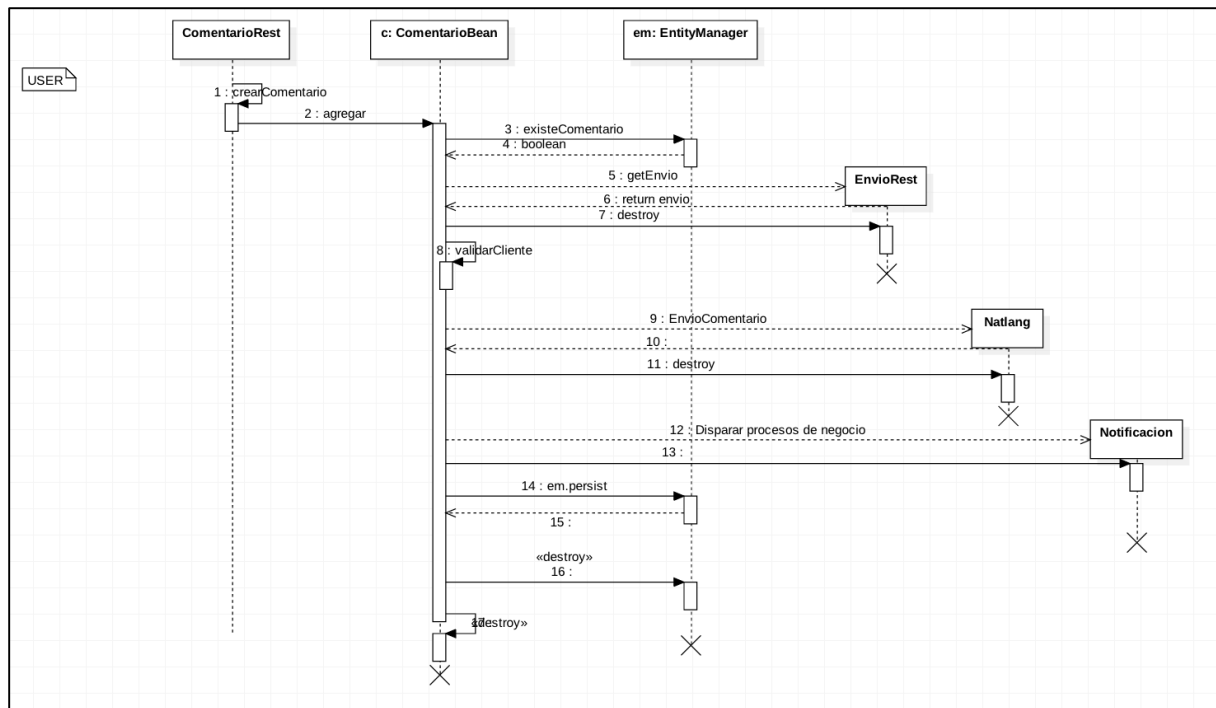 ComentarioRest
c: ComentarioBean
em: EntityManager
USER
1 : crearComentario
2 : agregar
3 : existeComentario
4 : boolean
EnvioRest
5 : getEnvio
6 : return envio
7 : destroy
8 : validarCliente
Natlang
9 : EnvioComentario
10 :
11 : destroy
Notificacion
12 : Disparar procesos de negocio
13 :
14 : em.persist
15 :
«destroy»
16 :
17 :
«destroy»